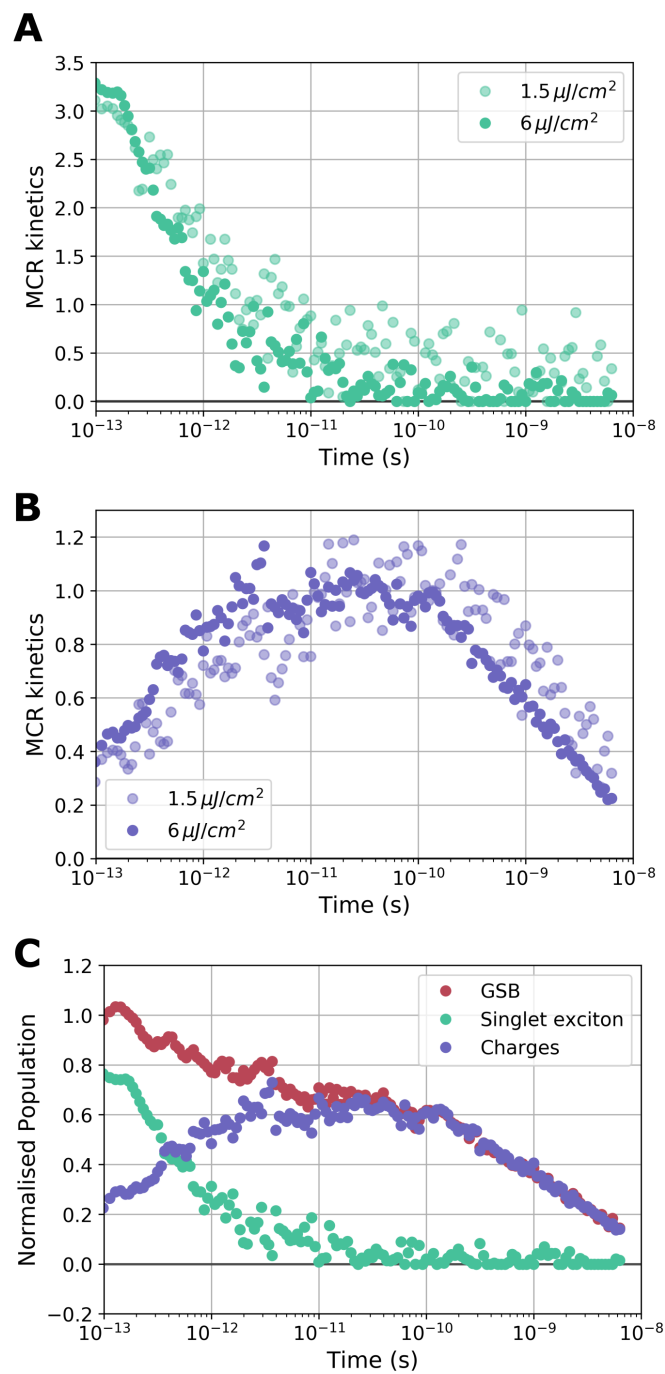 A
3.5
3.0
2.5
2.0
1.5
1.0
0.5
0.0
MCR kinetics
1.5 μJ/cm²
6 μJ/cm²
10⁻¹³ 10⁻¹² 10⁻¹¹ 10⁻¹⁰ 10⁻⁹ 10⁻⁸
Time (s)
B
1.2
1.0
0.8
0.6
0.4
0.2
0.0
MCR kinetics
1.5 μJ/cm²
6 μJ/cm²
10⁻¹³ 10⁻¹² 10⁻¹¹ 10⁻¹⁰ 10⁻⁹ 10⁻⁸
Time (s)
C
1.2
1.0
0.8
0.6
0.4
0.2
0.0
−0.2
Normalised Population
GSB
Singlet exciton
Charges
10⁻¹³ 10⁻¹² 10⁻¹¹ 10⁻¹⁰ 10⁻⁹ 10⁻⁸
Time (s)